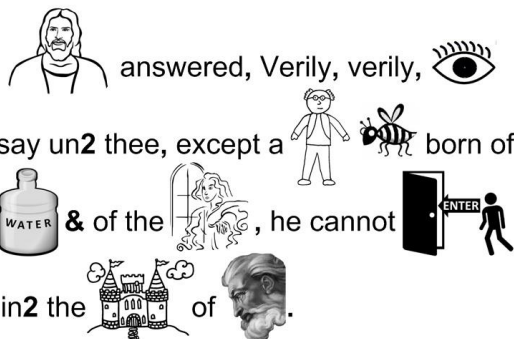 answered, Verily, verily,
say un2 thee, except a born of
WATER & of the , he cannot ENTER
in2 the of .